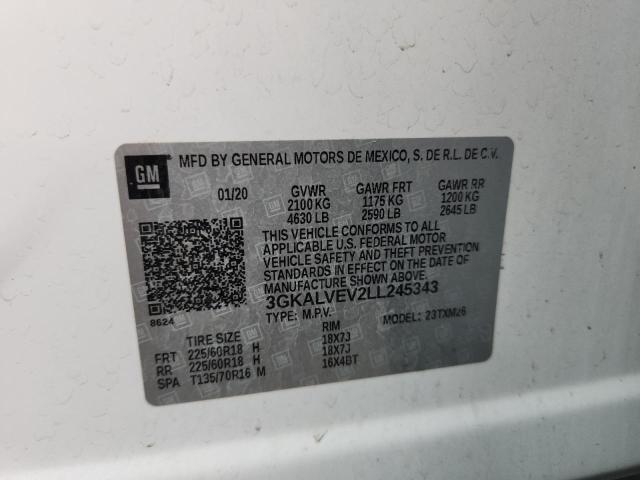 GM
MFD BY GENERAL MOTORS DE MEXICO, S. DE R.L. DE C.V.
01/20 GVWR GAWR FRT GAWR RR
2100 KG 1175 KG 1200 KG
4630 LB 2590 LB 2645 LB
THIS VEHICLE CONFORMS TO ALL
APPLICABLE U.S. FEDERAL MOTOR
VEHICLE SAFETY AND THEFT PREVENTION
STANDARDS IN EFFECT ON THE DATE OF
MANUFACTURE SHOWN ABOVE.
3GKALVEV2LL245343
8624 TYPE: M.P.V. MODEL: 23TXM26
TIRE SIZE RIM
FRT 225/60R18 H 18X7J
RR 225/60R18 H 18X7J
SPA T135/70R16 M 16X4BT